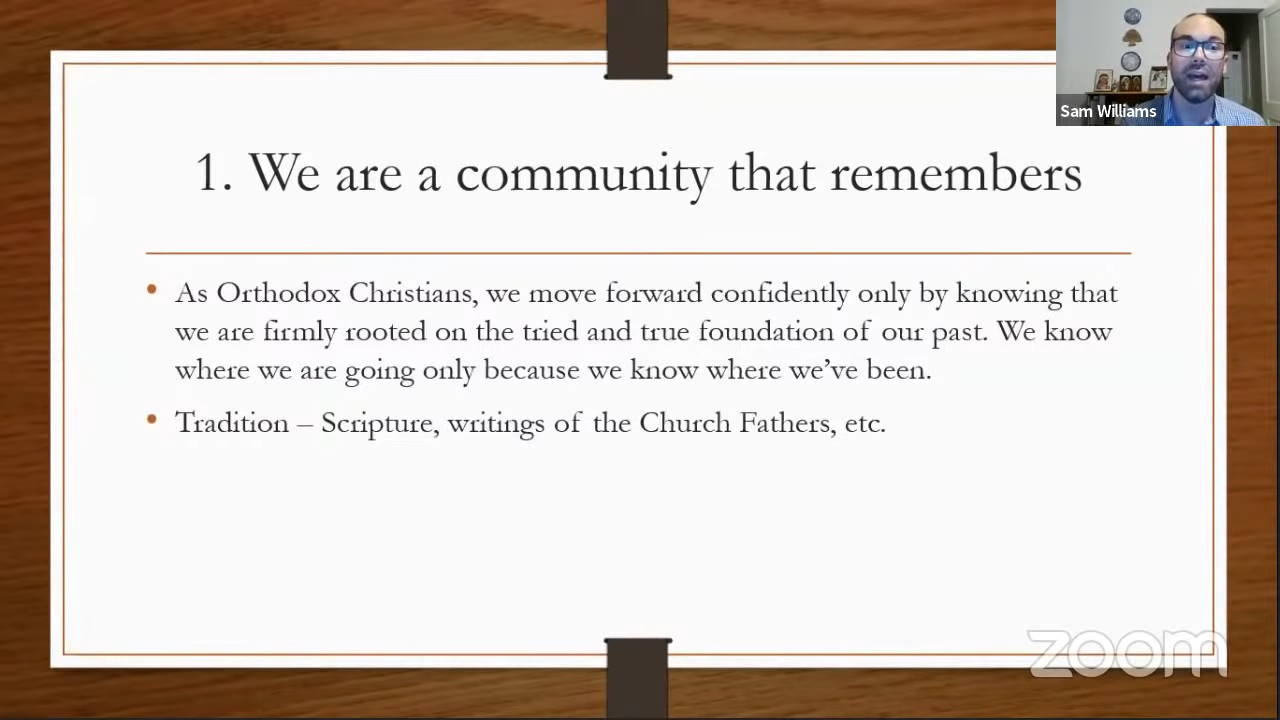 Sam Williams
1. We are a community that remembers
• As Orthodox Christians, we move forward confidently only by knowing that
we are firmly rooted on the tried and true foundation of our past. We know
where we are going only because we know where we’ve been.
• Tradition – Scripture, writings of the Church Fathers, etc.
zoom